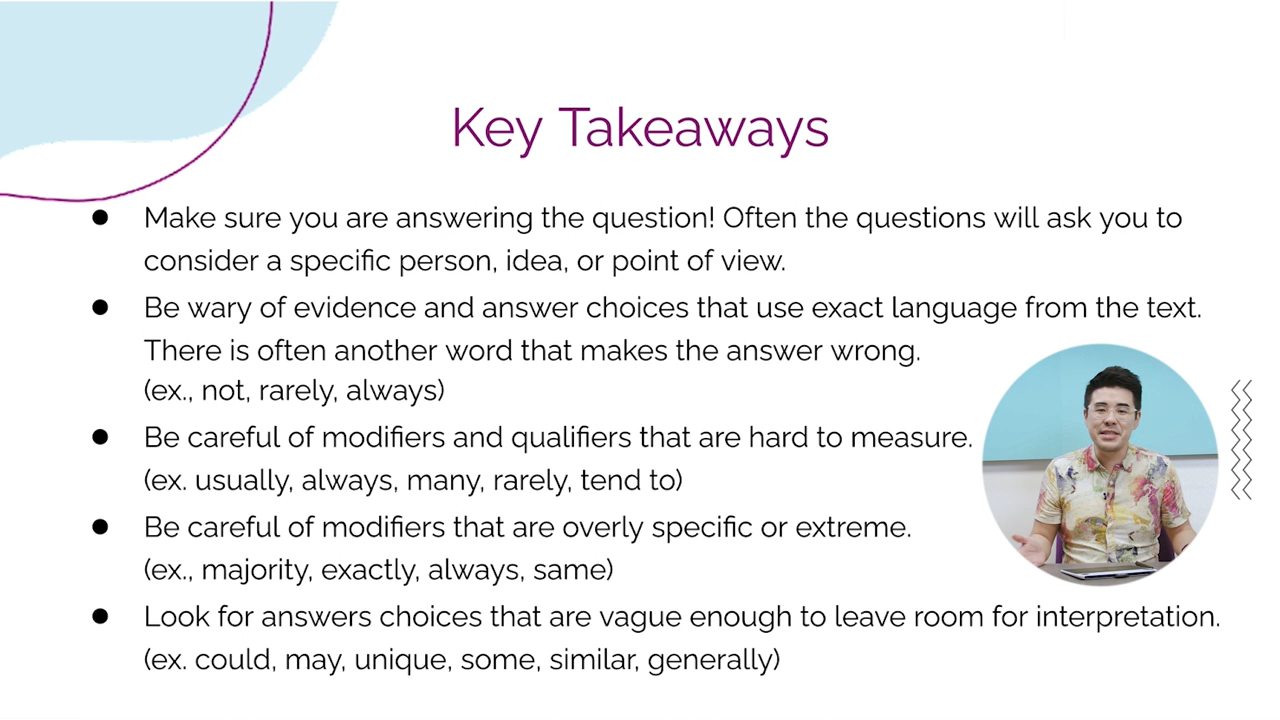 Key Takeaways
● Make sure you are answering the question! Often the questions will ask you to
consider a specific person, idea, or point of view.
● Be wary of evidence and answer choices that use exact language from the text.
There is often another word that makes the answer wrong.
(ex., not, rarely, always)
● Be careful of modifiers and qualifiers that are hard to measure.
(ex. usually, always, many, rarely, tend to)
● Be careful of modifiers that are overly specific or extreme.
(ex., majority, exactly, always, same)
● Look for answers choices that are vague enough to leave room for interpretation.
(ex. could, may, unique, some, similar, generally)